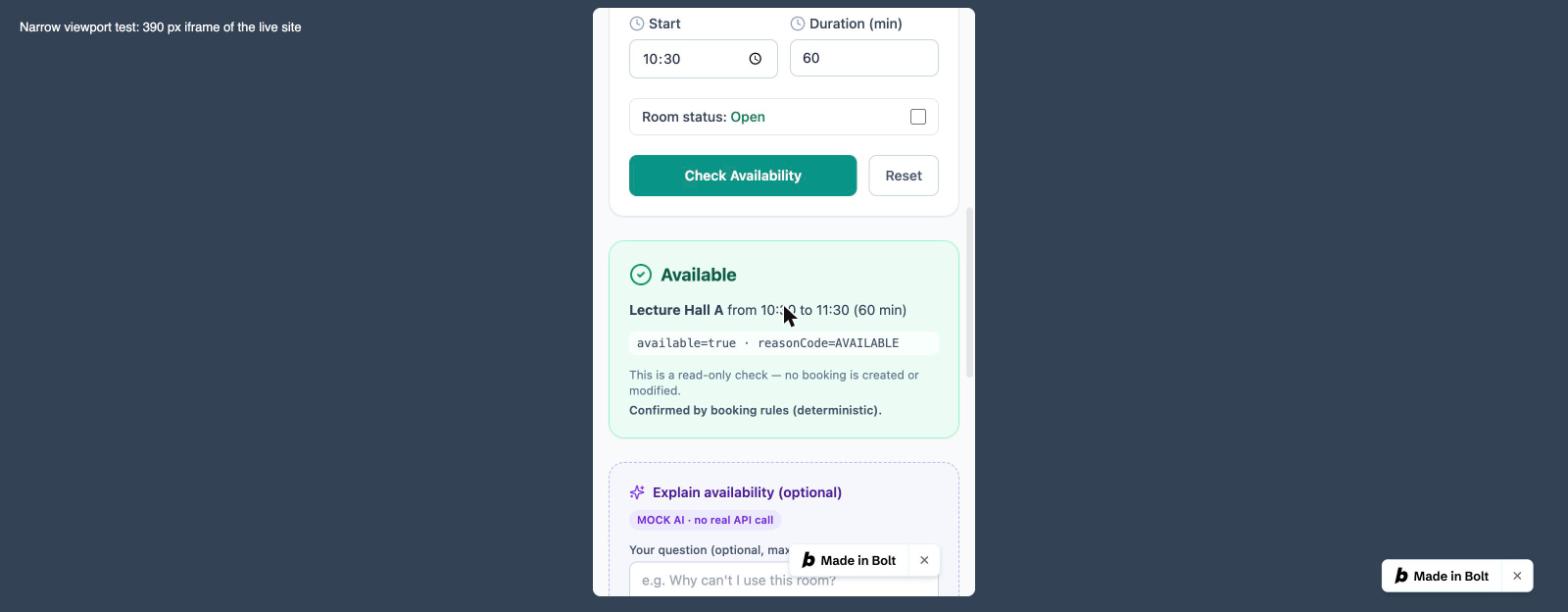 Narrow viewport test: 390 px iframe of the live site
Start
Duration (min)
10:30
60
Room status: Open
Check Availability
Reset
Available
Lecture Hall A from 10:30 to 11:30 (60 min)
available=true · reasonCode=AVAILABLE
This is a read-only check — no booking is created or
modified.
Confirmed by booking rules (deterministic).
Explain availability (optional)
MOCK AI · no real API call
Your question (optional, max
e.g. Why can't I use this room?
Made in Bolt
Made in Bolt